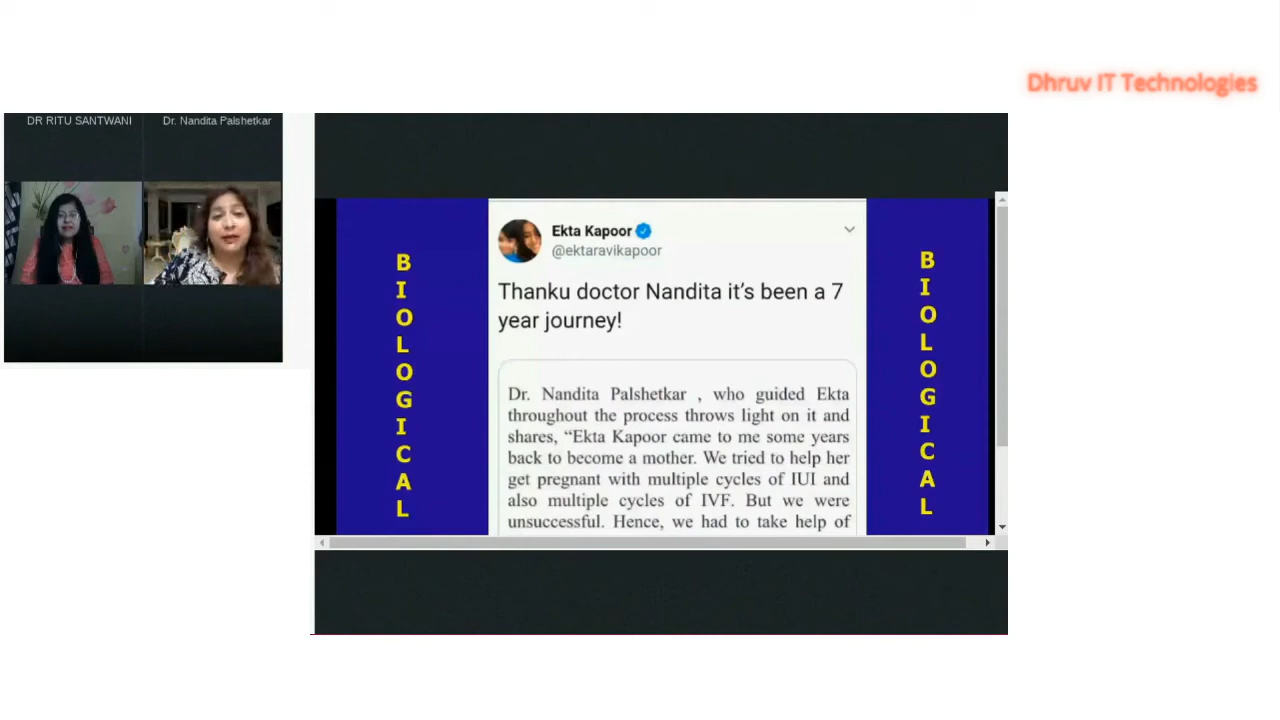 Dhruv IT Technologies
DR RITU SANTWANI
Dr. Nandita Palshetkar
B
I
O
L
O
G
I
C
A
L
Ekta Kapoor
@ektaravikapoor
Thanku doctor Nandita it's been a 7
year journey!
Dr. Nandita Palshetkar , who guided Ekta
throughout the process throws light on it and
shares, “Ekta Kapoor came to me some years
back to become a mother. We tried to help her
get pregnant with multiple cycles of IUI and
also multiple cycles of IVF. But we were
unsuccessful. Hence, we had to take help of
B
I
O
L
O
G
I
C
A
L